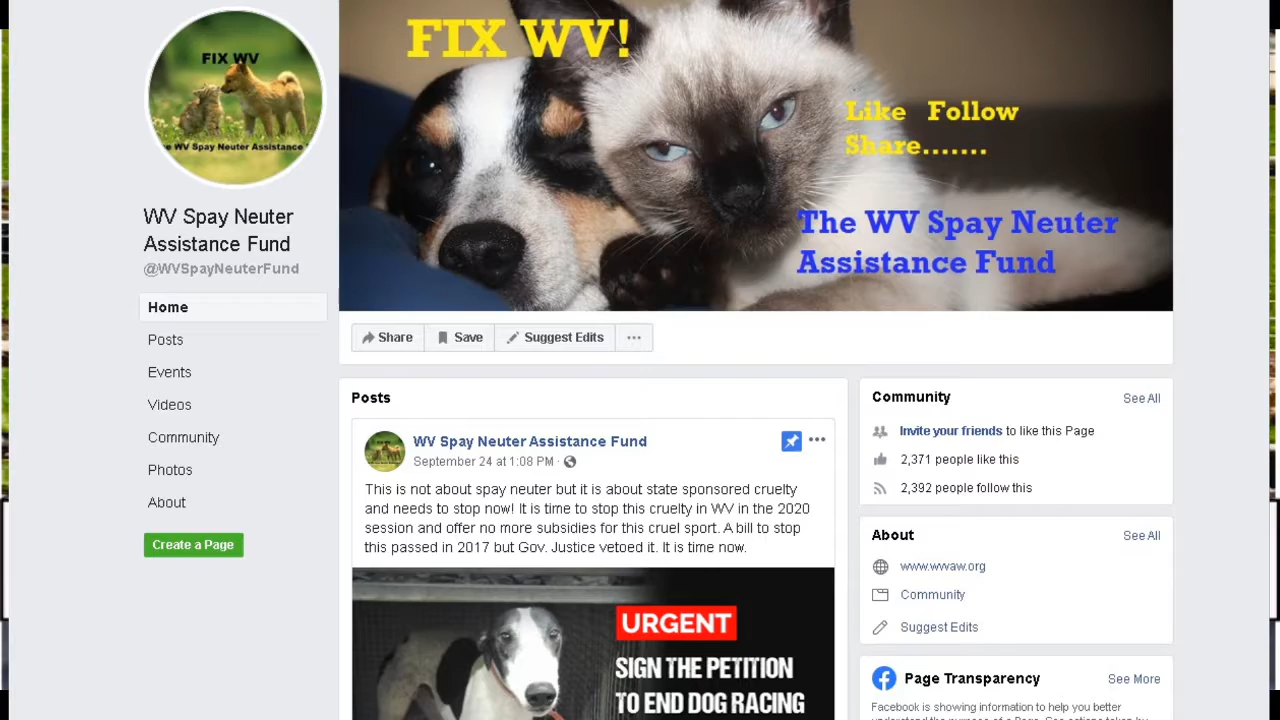 FIX WV
e WV Spay Neuter Assistance
WV Spay Neuter
Assistance Fund
@WVSpayNeuterFund
Home
Posts
Events
Videos
Community
Photos
About
Create a Page
FIX WV!
Like Follow
Share.......
The WV Spay Neuter
Assistance Fund
Share
Save
Suggest Edits
...
Posts
WV Spay Neuter Assistance Fund
September 24 at 1:08 PM ·
This is not about spay neuter but it is about state sponsored cruelty
and needs to stop now! It is time to stop this cruelty in WV in the 2020
session and offer no more subsidies for this cruel sport. A bill to stop
this passed in 2017 but Gov. Justice vetoed it. It is time now.
URGENT
SIGN THE PETITION
TO END DOG RACING
Community
See All
Invite your friends to like this Page
2,371 people like this
2,392 people follow this
About
See All
www.wvaw.org
Community
Suggest Edits
Page Transparency
See More
Facebook is showing information to help you better